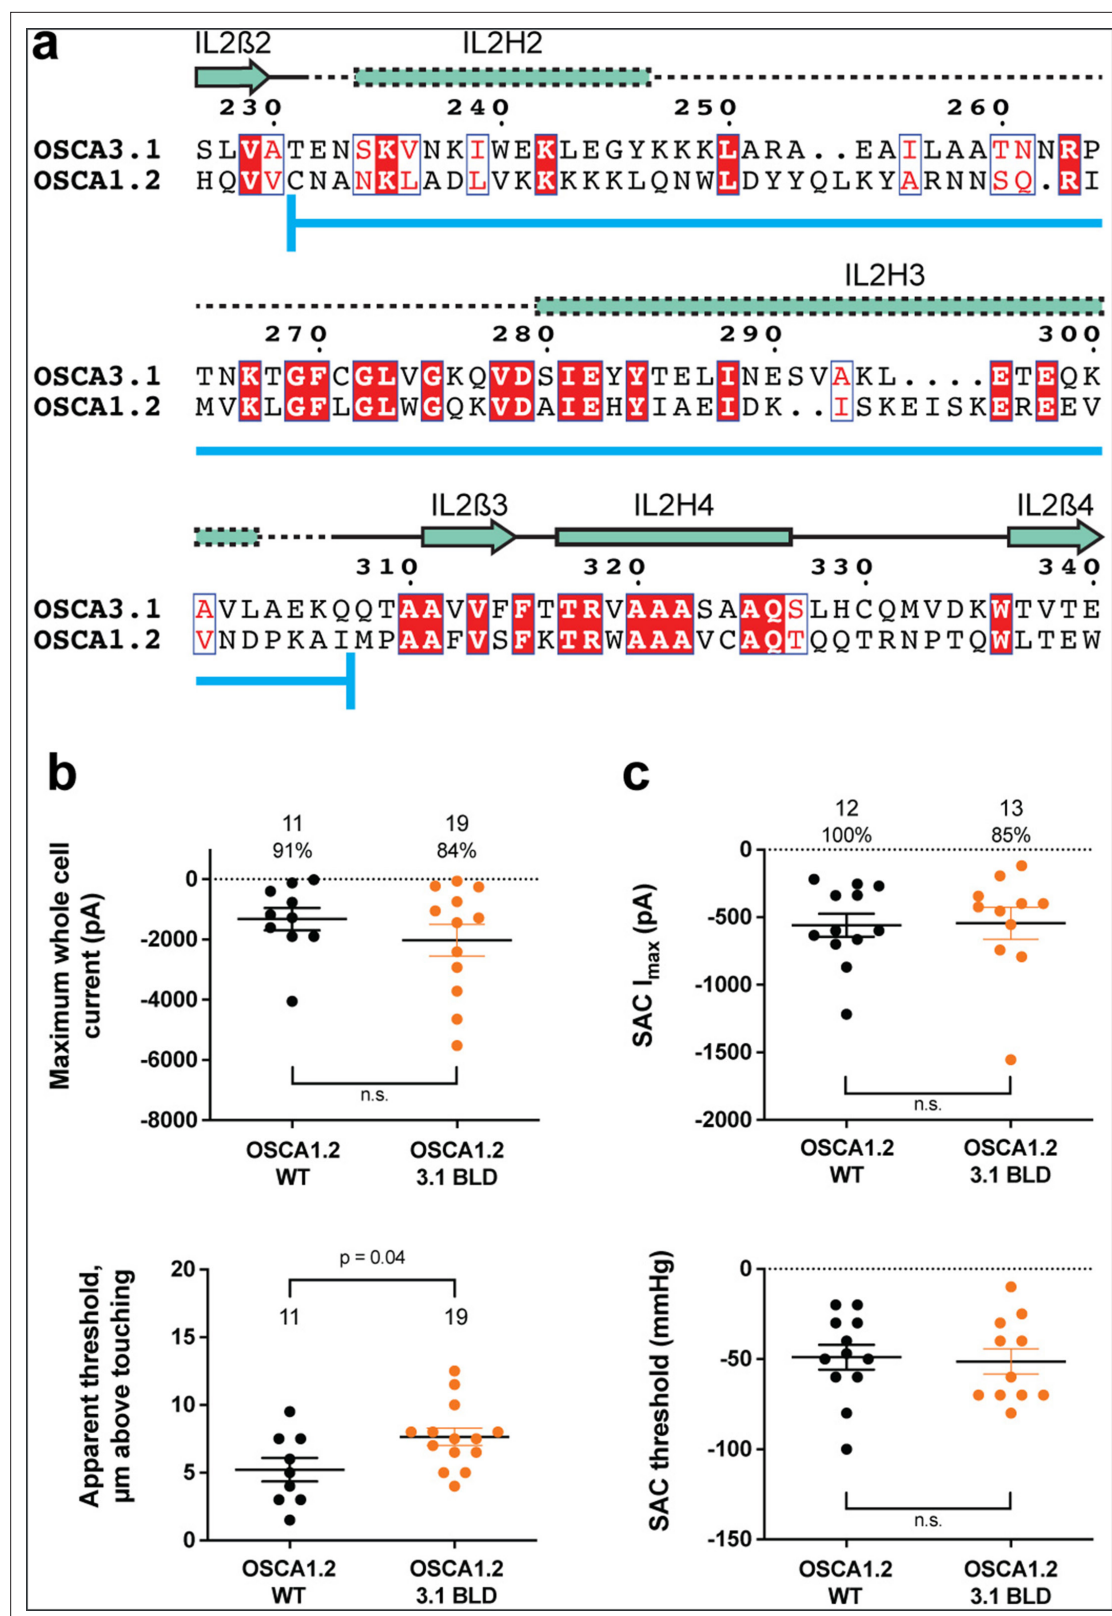 a
IL2ß2 IL2H2
230 240 250 260
OSCA3.1 SLVATENSKVNKIWEKLEGYKKKLARA..EAILAATNNRP
OSCA1.2 HQVVCNANKLADLVKKKKKLQNWLDYYQLKYARNNSQ.RI
IL2H3
270 280 290 300
OSCA3.1 TNKTGFCGLVGKQVDSIEYYTELINESVAKL....ETEQK
OSCA1.2 MVKLGFLGLWGQKVDAIEHYIAEIDK..ISKEISKEREEV
IL2ß3 IL2H4 IL2ß4
310 320 330 340
OSCA3.1 AVLAEKQQTAAVVFFTTRVAAASAAQSLHCQMVDKWTVTE
OSCA1.2 VNDPKAIMPAAFVSFKTRWAAAVCAQTQQTRNPTQWLTEW
b
11 19
91% 84%
Maximum whole cell
current (pA)
0
-2000
-4000
-6000
-8000
n.s.
OSCA1.2 OSCA1.2
WT 3.1 BLD
c
12 13
100% 85%
SAC Imax (pA)
0
-500
-1000
-1500
-2000
n.s.
OSCA1.2 OSCA1.2
WT 3.1 BLD
Apparent threshold,
µm above touching
20
15
10
5
0
p = 0.04
11 19
OSCA1.2 OSCA1.2
WT 3.1 BLD
SAC threshold (mmHg)
0
-50
-100
-150
n.s.
OSCA1.2 OSCA1.2
WT 3.1 BLD